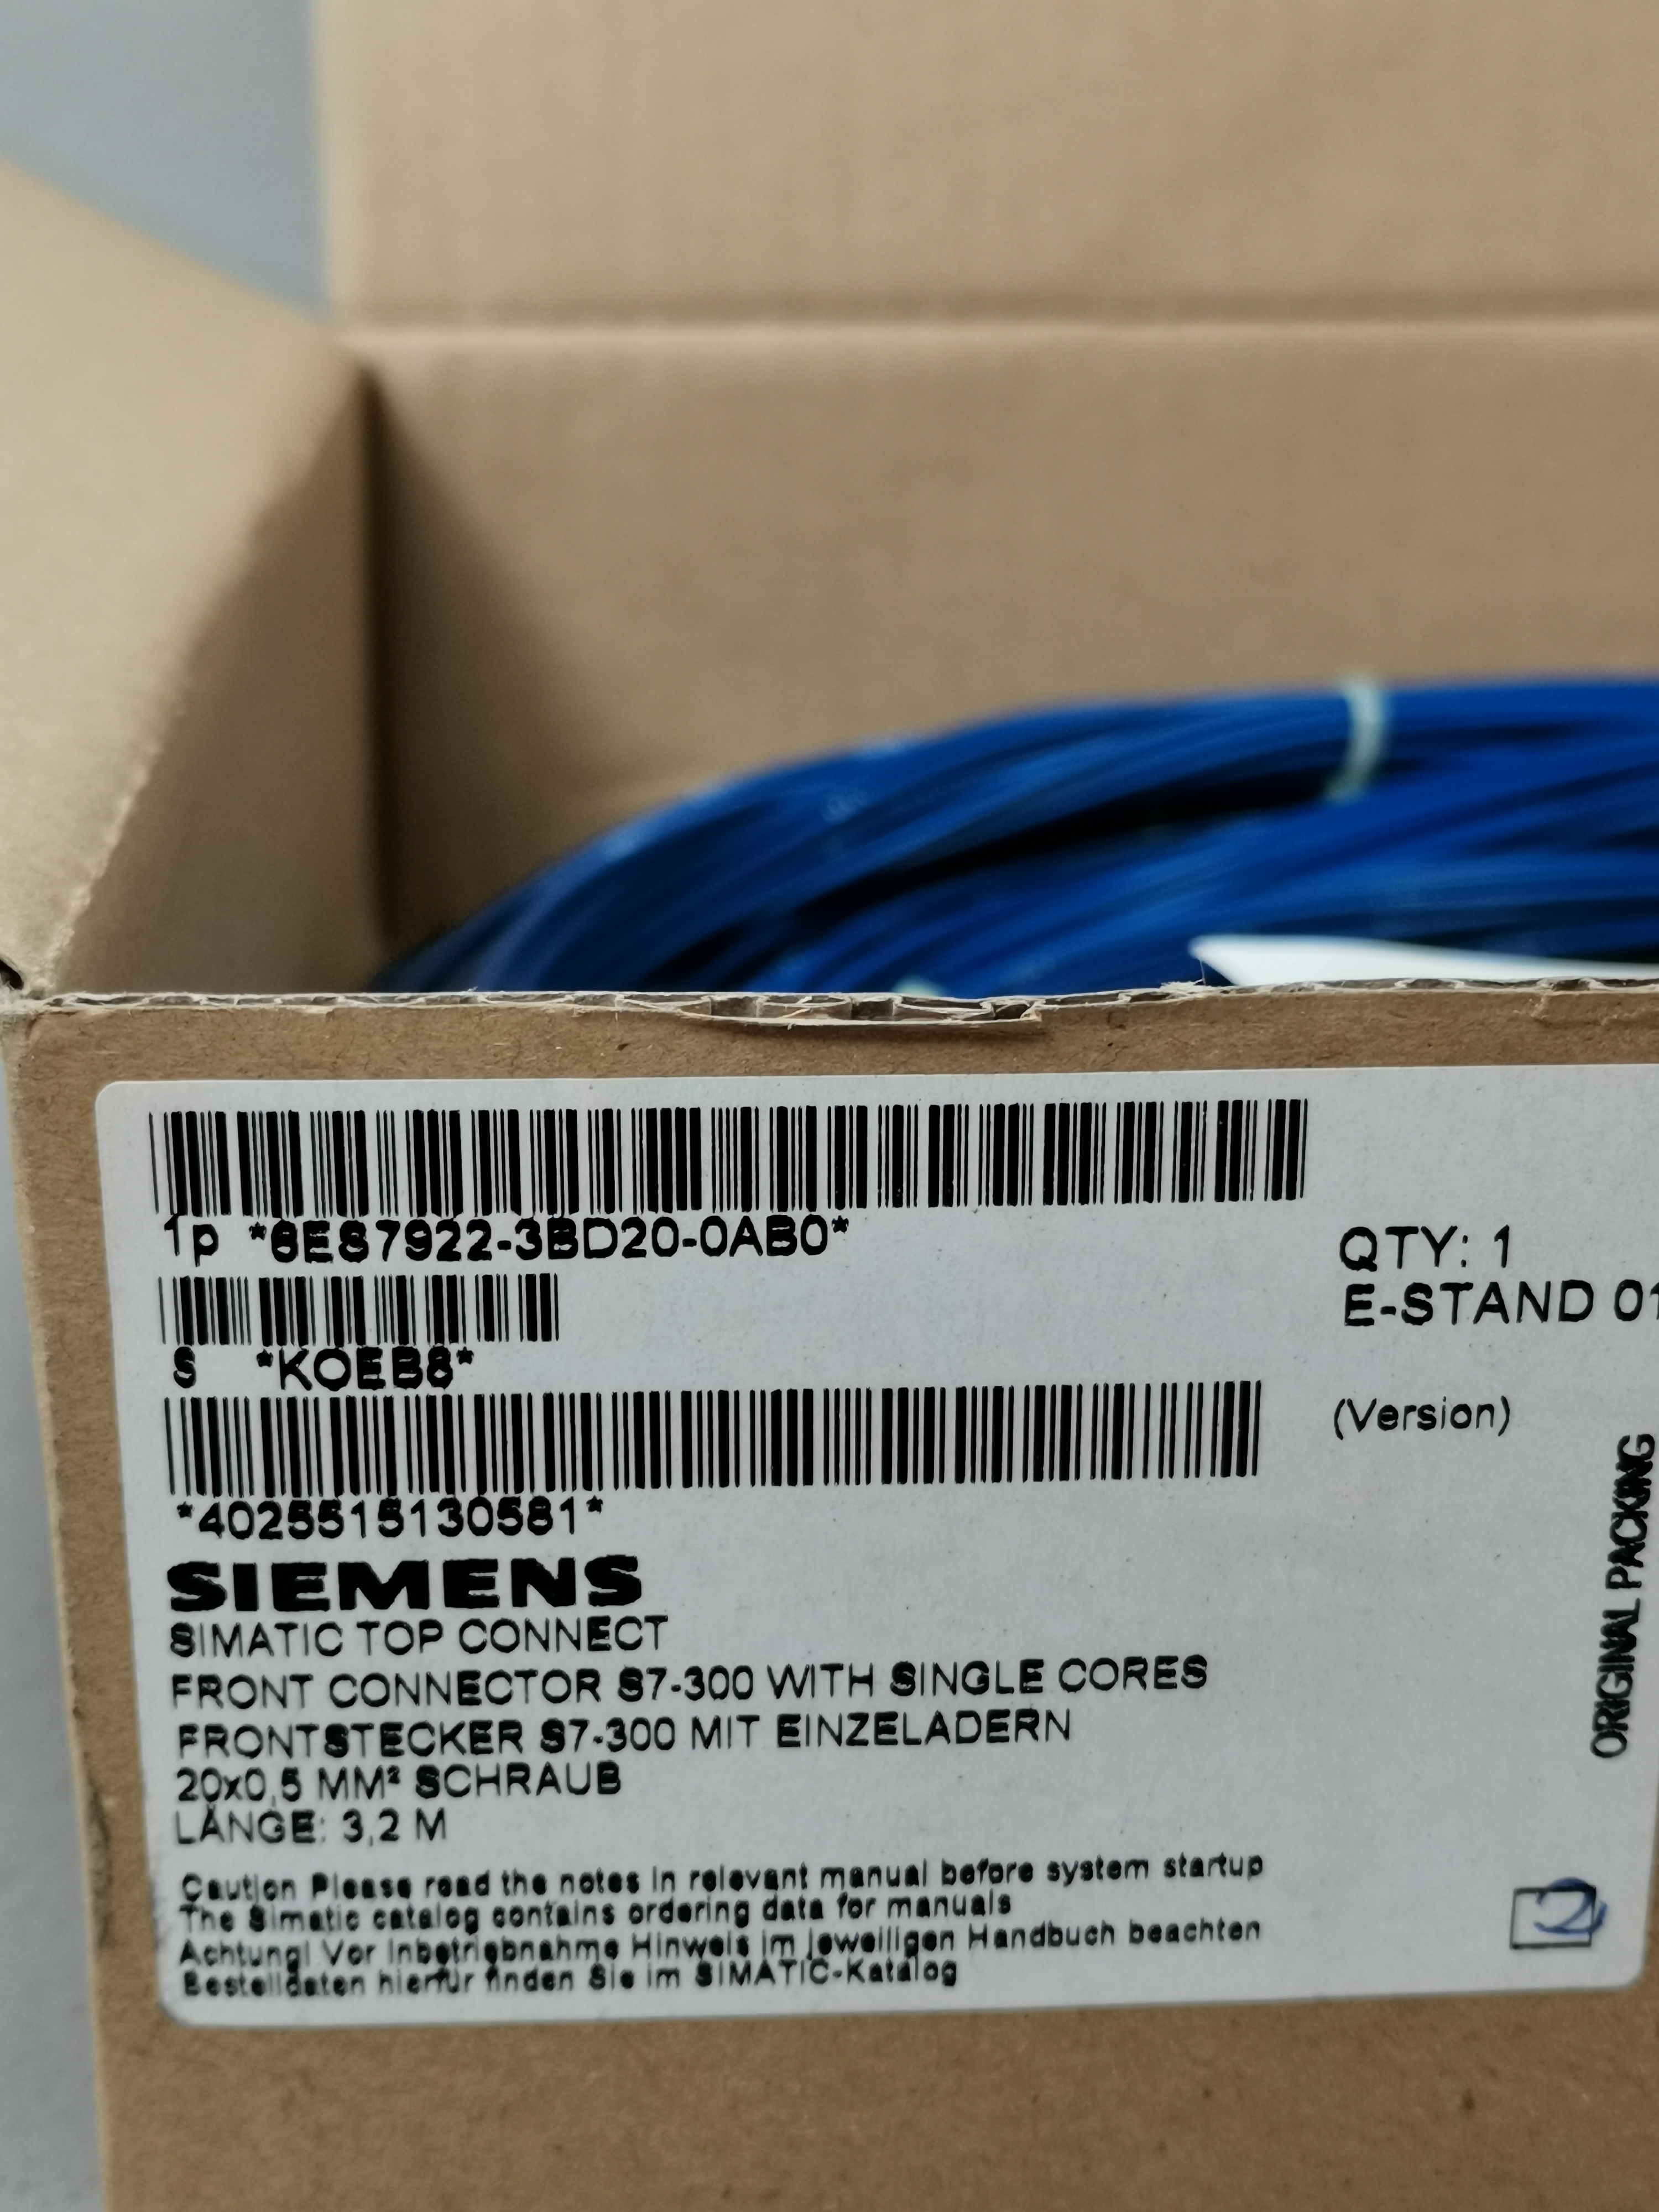 1p *6ES7922-3BD20-0AB0*
QTY: 1
E-STAND 01
S *KOEB8*
(Version)
*4025515130581*
SIEMENS
SIMATIC TOP CONNECT
FRONT CONNECTOR S7-300 WITH SINGLE CORES
FRONTSTECKER S7-300 MIT EINZELADERN
20x0,5 MM² SCHRAUB
LÄNGE: 3,2 M
ORIGINAL PACKING
Caution Please read the notes in relevant manual before system startup
The Simatic catalog contains ordering data for manuals
Achtung! Vor Inbetriebnahme Hinweis im jeweiligen Handbuch beachten
Bestelldaten hierfür finden Sie im SIMATIC-Katalog
2